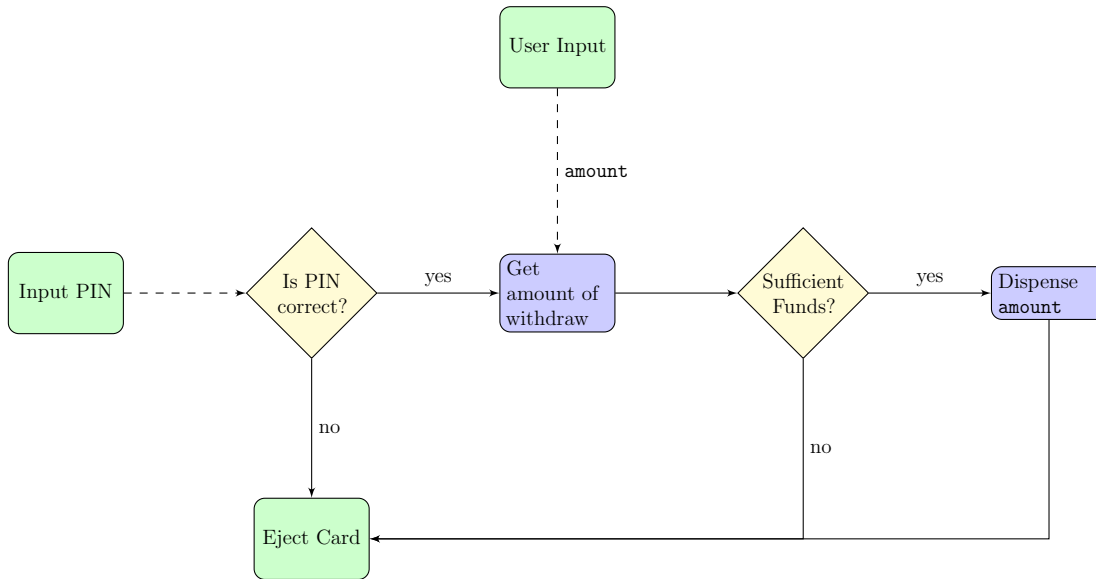 User Input
amount
Input PIN
Is PIN
correct?
yes
Get
amount of
withdraw
Sufficient
Funds?
yes
Dispense
amount
no
no
Eject Card